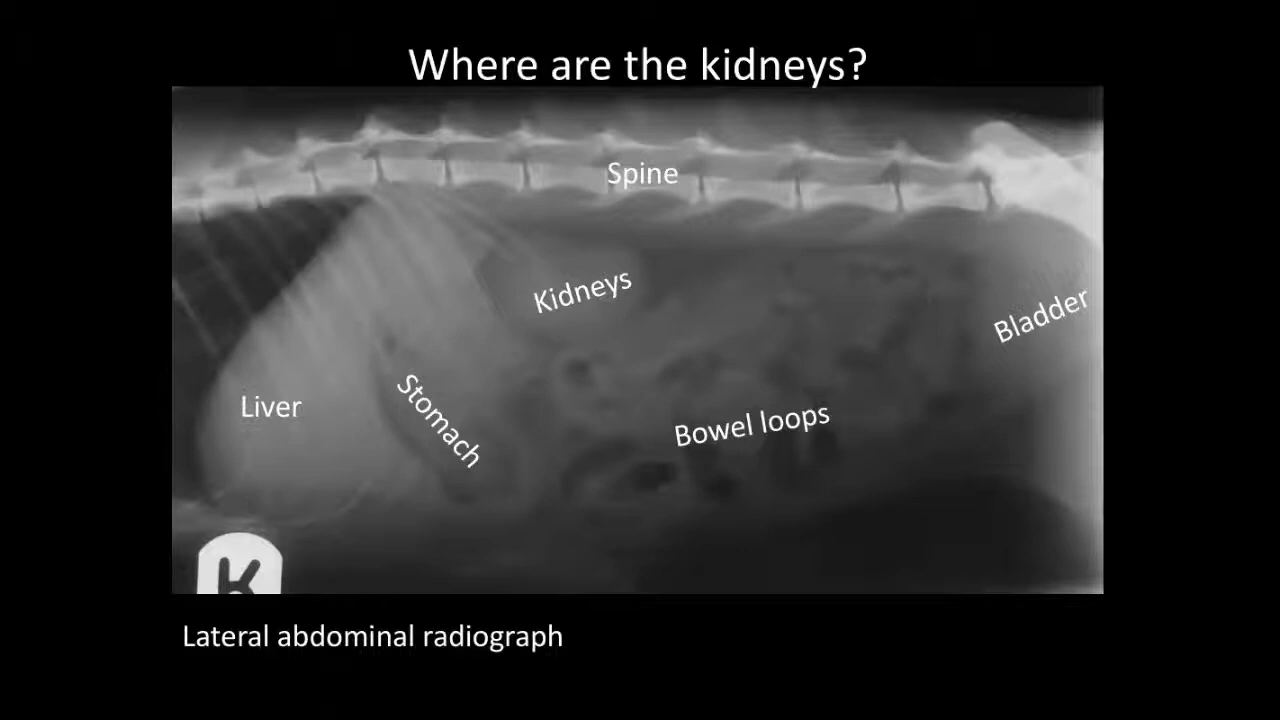 Where are the kidneys?
Spine
Kidneys
Bladder
Liver
Stomach
Bowel loops
Lateral abdominal radiograph